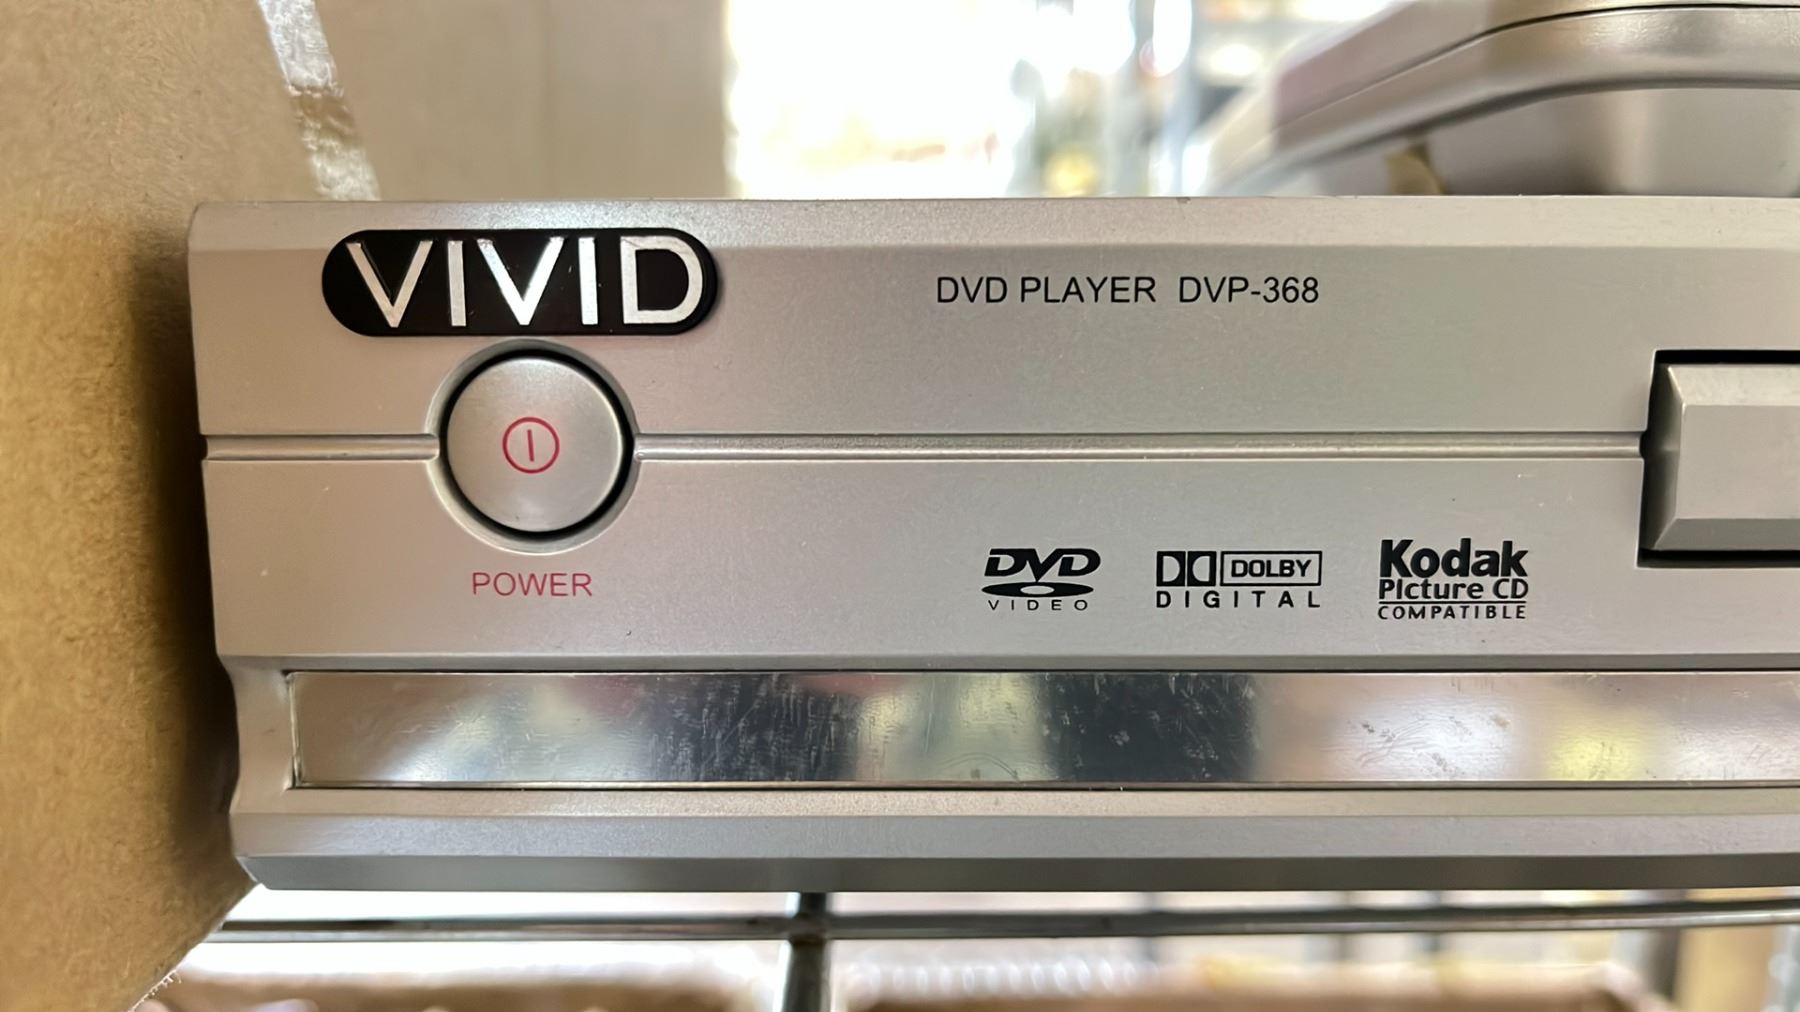 VIVID
DVD PLAYER DVP-368
POWER
DVD
VIDEO
DOLBY
DIGITAL
Kodak
Picture CD
COMPATIBLE